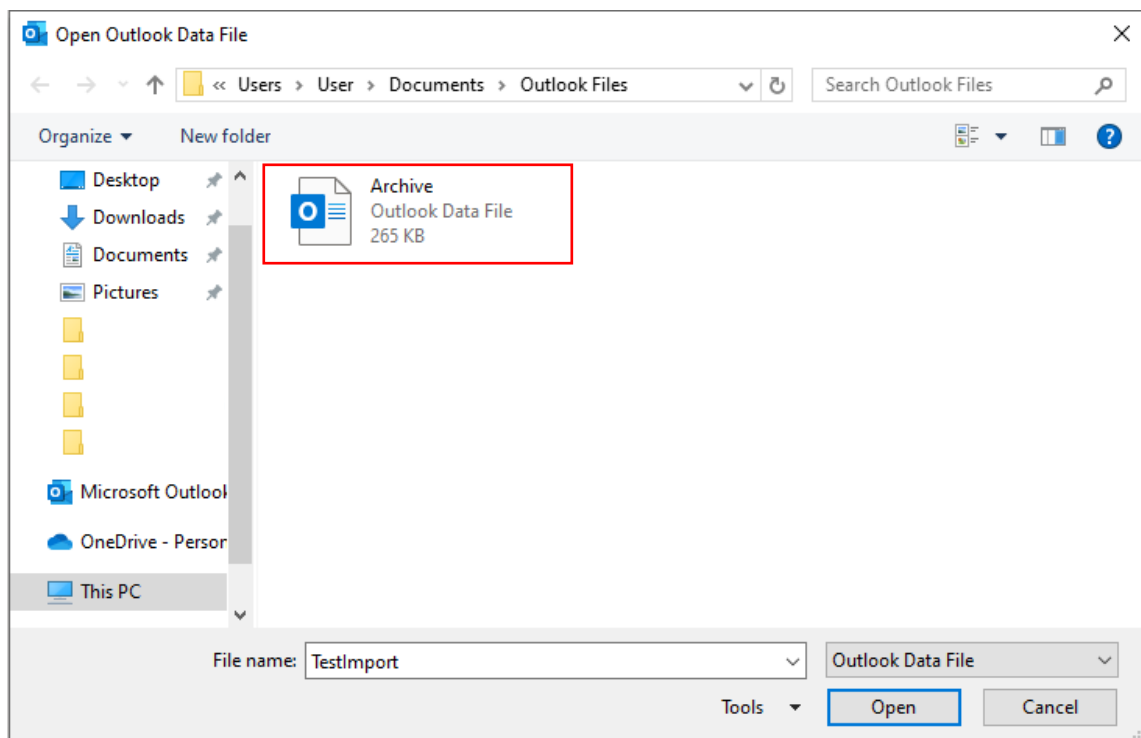 Open Outlook Data File
« Users › User › Documents › Outlook Files
Search Outlook Files
Organize
New folder
Desktop
Downloads
Documents
Pictures
Microsoft Outlook
OneDrive - Person
This PC
Archive
Outlook Data File
265 KB
File name:
TestImport
Outlook Data File
Tools
Open
Cancel